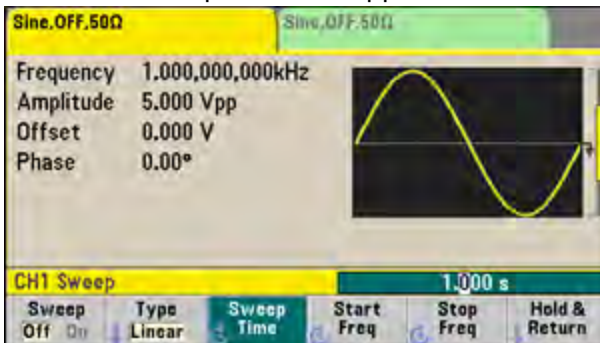 Sine,OFF,50Ω
Sine,OFF,50Ω
Frequency 1.000,000,000kHz
Amplitude 5.000 Vpp
Offset 0.000 V
Phase 0.00°
CH1 Sweep
1.000 s
Sweep Off On
Type Linear
Sweep Time
Start Freq
Stop Freq
Hold & Return